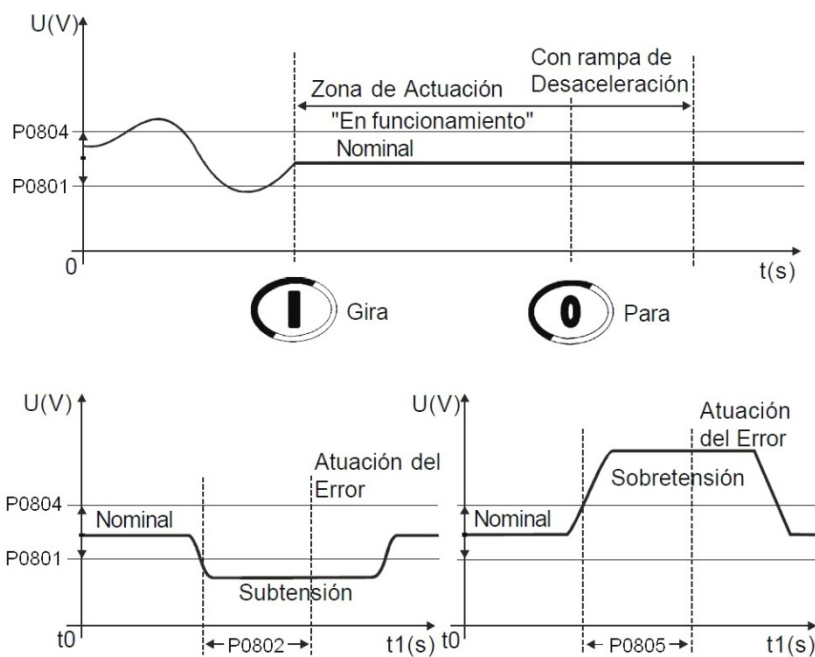 U(V)
Con rampa de
Desaceleración
Zona de Actuación
P0804
"En funcionamiento"
Nominal
P0801
0
t(s)
I Gira
0 Para
U(V)
Atuación del
Error
P0804
Nominal
P0801
Subtensión
t0
P0802
t1(s)
U(V)
Atuación
del Error
Sobretensión
Nominal
t0
P0805
t1(s)